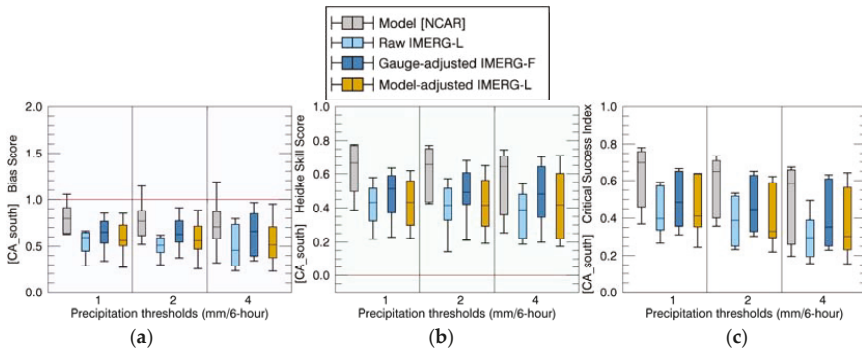 Model [NCAR]
Raw IMERG-L
Gauge-adjusted IMERG-F
Model-adjusted IMERG-L
[CA_south] Bias Score
2.0
1.5
1.0
0.5
0.0
1 2 4
Precipitation thresholds (mm/6-hour)
(a)
[CA_south] Heidke Skill Score
1.0
0.8
0.6
0.4
0.2
0.0
1 2 4
Precipitation thresholds (mm/6-hour)
(b)
[CA_south] Critical Success Index
1.0
0.8
0.6
0.4
0.2
0.0
1 2 4
Precipitation thresholds (mm/6-hour)
(c)